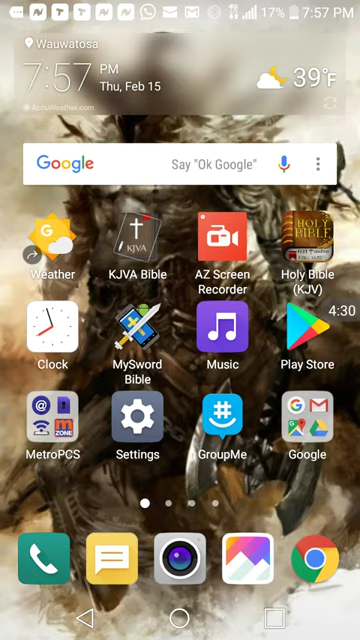 17% 7:57 PM
Wauwatosa
7:57 PM
Thu, Feb 15
39°F
AccuWeather.com
Google Say "Ok Google"
Weather
KJVA Bible
AZ Screen
Recorder
Holy Bible
(KJV)
KJVA
HOLY
BIBLE
4:30
Clock
MySword
Bible
Music
Play Store
MetroPCS
Settings
GroupMe
Google